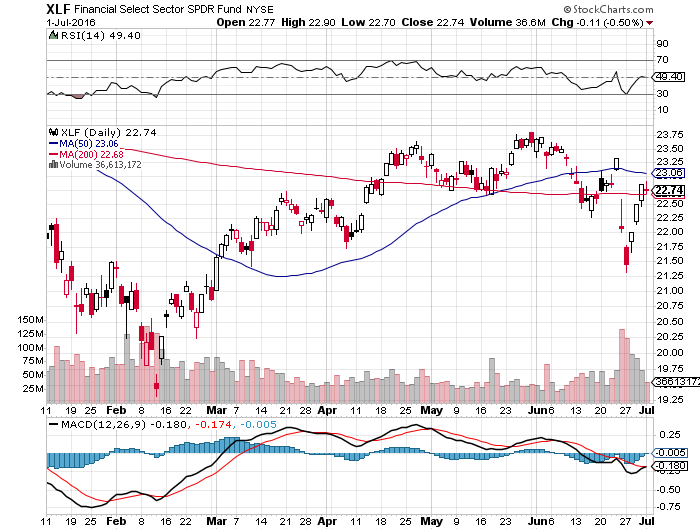 XLF Financial Select Sector SPDR Fund NYSE © StockCharts.com
1-Jul-2016 Open 22.77 High 22.90 Low 22.70 Close 22.74 Volume 36.6M Chg -0.11 (-0.50%)
RSI(14) 49.40
90
70
49.40
30
10
XLF (Daily) 22.74
MA(50) 23.06
MA(200) 22.68
Volume 36,613,172
23.75
23.50
23.25
23.06
22.74
22.50
22.25
22.00
21.75
21.50
21.25
21.00
20.75
20.50
20.25
20.00
19.75
19.25
150M
125M
100M
75M
50M
25M
36613172
11 19 25 Feb 8 16 22 Mar 7 14 21 28 Apr 11 18 25 May 9 16 23 Jun 6 13 20 27 Jul
MACD(12,26,9) -0.180, -0.174, -0.005
0.25
-0.005
-0.180
-0.50
-0.75
11 19 25 Feb 8 16 22 Mar 7 14 21 28 Apr 11 18 25 May 9 16 23 Jun 6 13 20 27 Jul